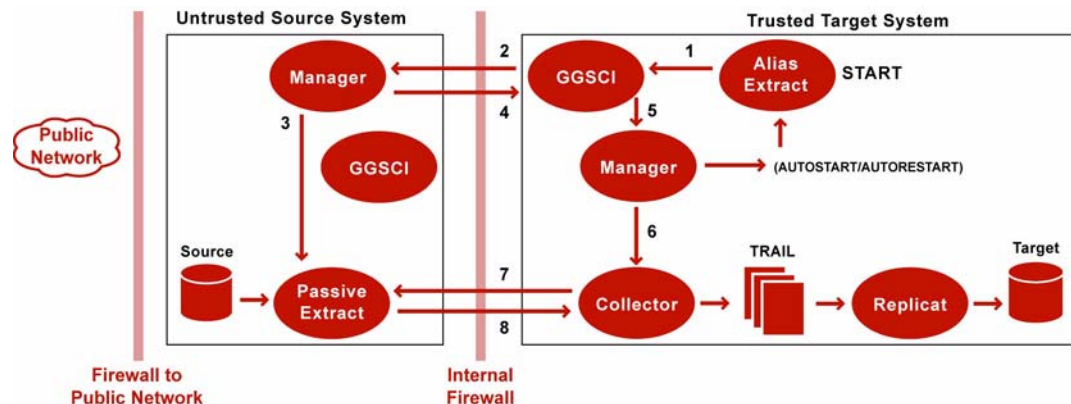 Untrusted Source System
Trusted Target System
Public
Network
Manager
2
4
3
GGSCI
Source
Passive
Extract
7
8
GGSCI
1
Alias
Extract
START
5
Manager
(AUTOSTART/AUTORESTART)
6
Collector
TRAIL
Replicat
Target
Firewall to
Public Network
Internal
Firewall